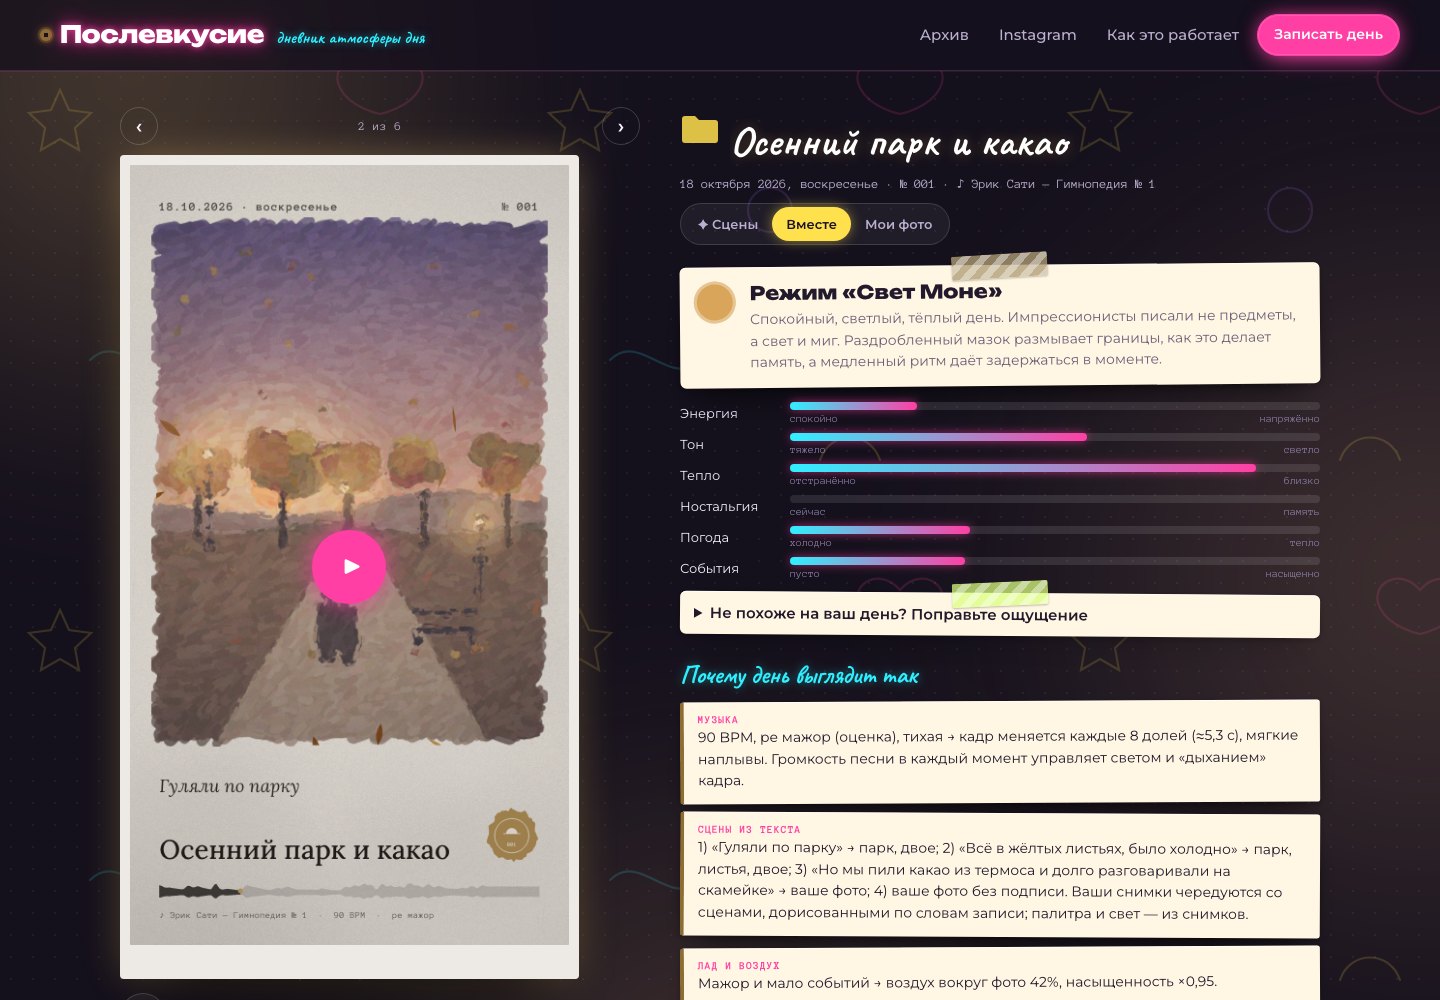 Послевкусие дневник атмосферы дня
Архив Instagram Как это работает Записать день
2 из 6
18.10.2026 · воскресенье № 001
Гуляли по парку
Осенний парк и какао
001
♪ Эрик Сати — Гимнопедия № 1 · 90 BPM · ре мажор
Осенний парк и какао
18 октября 2026, воскресенье · № 001 · ♪ Эрик Сати — Гимнопедия № 1
✦ Сцены Вместе Мои фото
Режим «Свет Моне»
Спокойный, светлый, тёплый день. Импрессионисты писали не предметы,
а свет и миг. Раздробленный мазок размывает границы, как это делает
память, а медленный ритм даёт задержаться в моменте.
Энергия
спокойно напряжённо
Тон
тяжело светло
Тепло
отстранённо близко
Ностальгия
сейчас память
Погода
холодно тепло
События
пусто насыщенно
Не похоже на ваш день? Поправьте ощущение
Почему день выглядит так
МУЗЫКА
90 BPM, ре мажор (оценка), тихая → кадр меняется каждые 8 долей (≈5,3 с), мягкие
наплывы. Громкость песни в каждый момент управляет светом и «дыханием»
кадра.
СЦЕНЫ ИЗ ТЕКСТА
1) «Гуляли по парку» → парк, двое; 2) «Всё в жёлтых листьях, было холодно» → парк,
листья, двое; 3) «Но мы пили какао из термоса и долго разговаривали на
скамейке» → ваше фото; 4) ваше фото без подписи. Ваши снимки чередуются со
сценами, дорисованными по словам записи; палитра и свет — из снимков.
ЛАД И ВОЗДУХ
Мажор и мало событий → воздух вокруг фото 42%, насыщенность ×0,95.